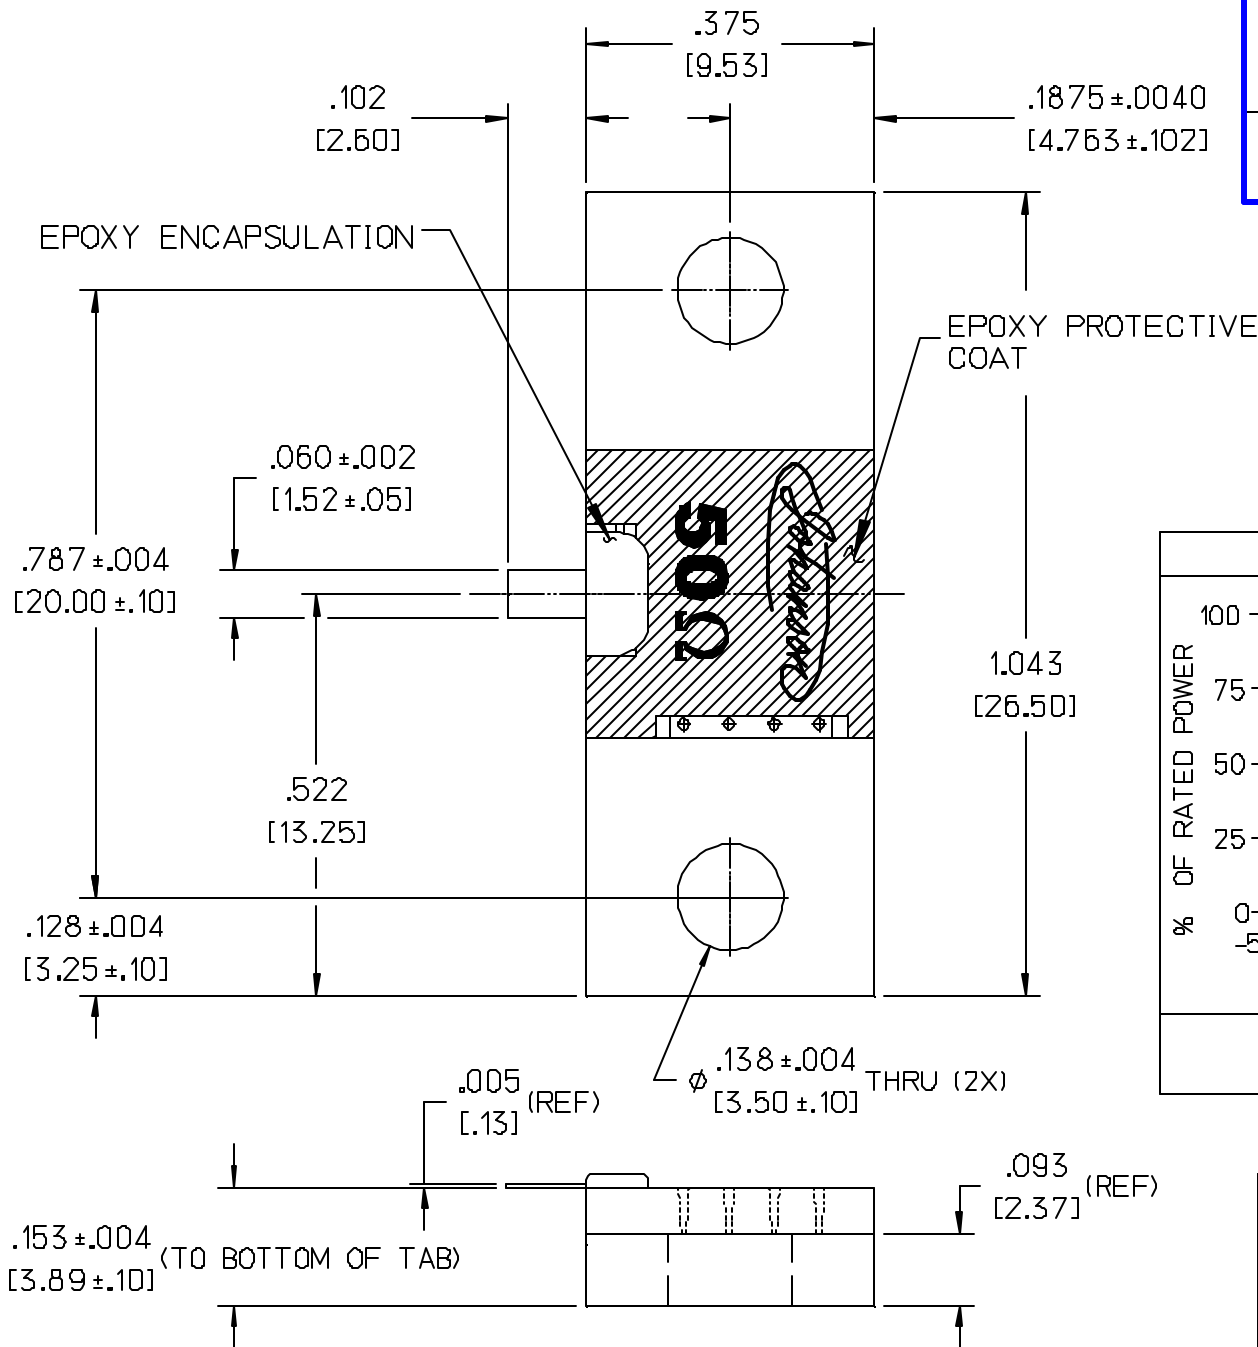 .375
[9.53]
.102
[2.60]
.1875±.0040
[4.763±.102]
EPOXY ENCAPSULATION
EPOXY PROTECTIVE
COAT
.060±.002
[1.52±.05]
50Ω
Johanson
.787±.004
[20.00±.10]
100
75
50
25
0
-5
% OF RATED POWER
1.043
[26.50]
.522
[13.25]
.128±.004
[3.25±.10]
Ø .138±.004 THRU (2X)
[3.50±.10]
.005 (REF)
[.13]
.093 (REF)
[2.37]
.153±.004 (TO BOTTOM OF TAB)
[3.89±.10]